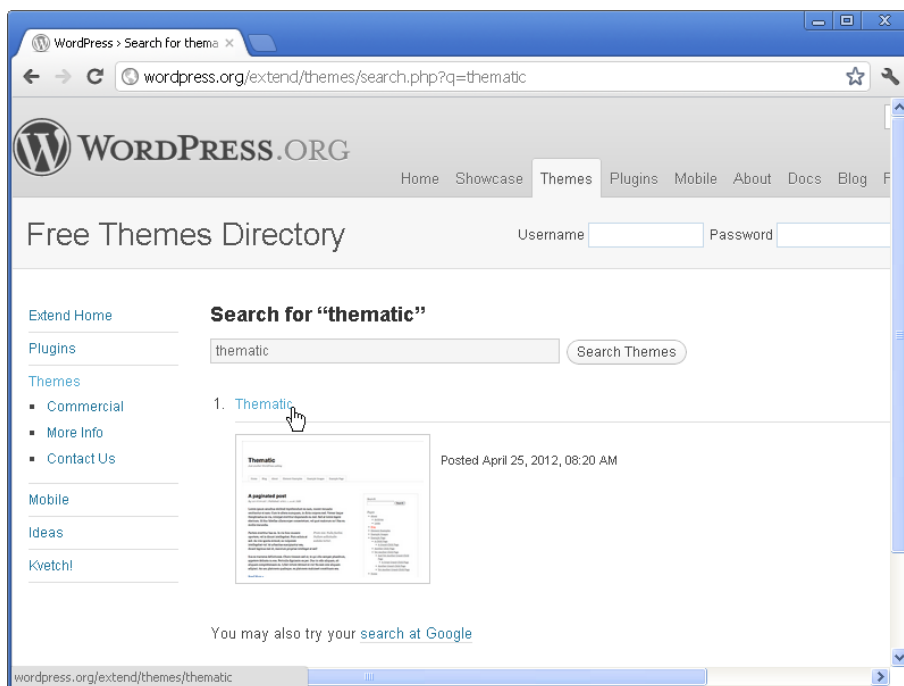 WordPress › Search for thema
wordpress.org/extend/themes/search.php?q=thematic
WORDPRESS.ORG
Home Showcase Themes Plugins Mobile About Docs Blog F
Free Themes Directory
Username Password
Extend Home
Plugins
Themes
Commercial
More Info
Contact Us
Mobile
Ideas
Kvetch!
Search for “thematic”
thematic
Search Themes
1. Thematic
Thematic
A paginated post
Posted April 25, 2012, 08:20 AM
You may also try your search at Google
wordpress.org/extend/themes/thematic